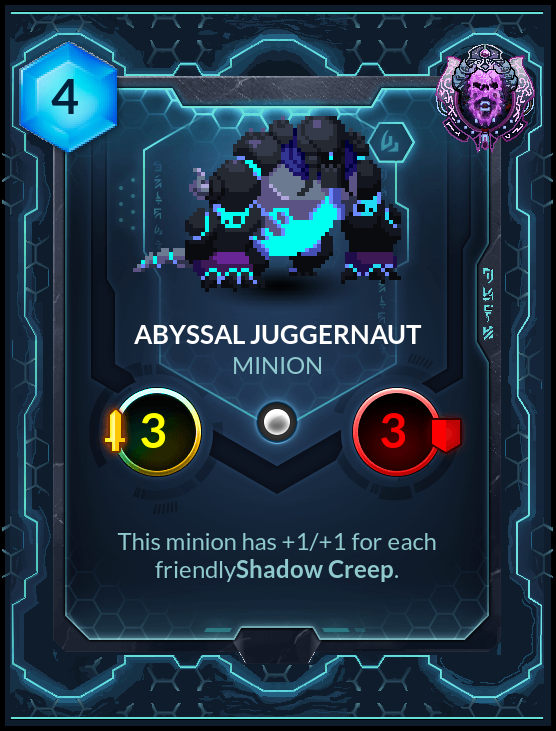 4
ABYSSAL JUGGERNAUT
MINION
3
3
This minion has +1/+1 for each
friendlyShadow Creep.